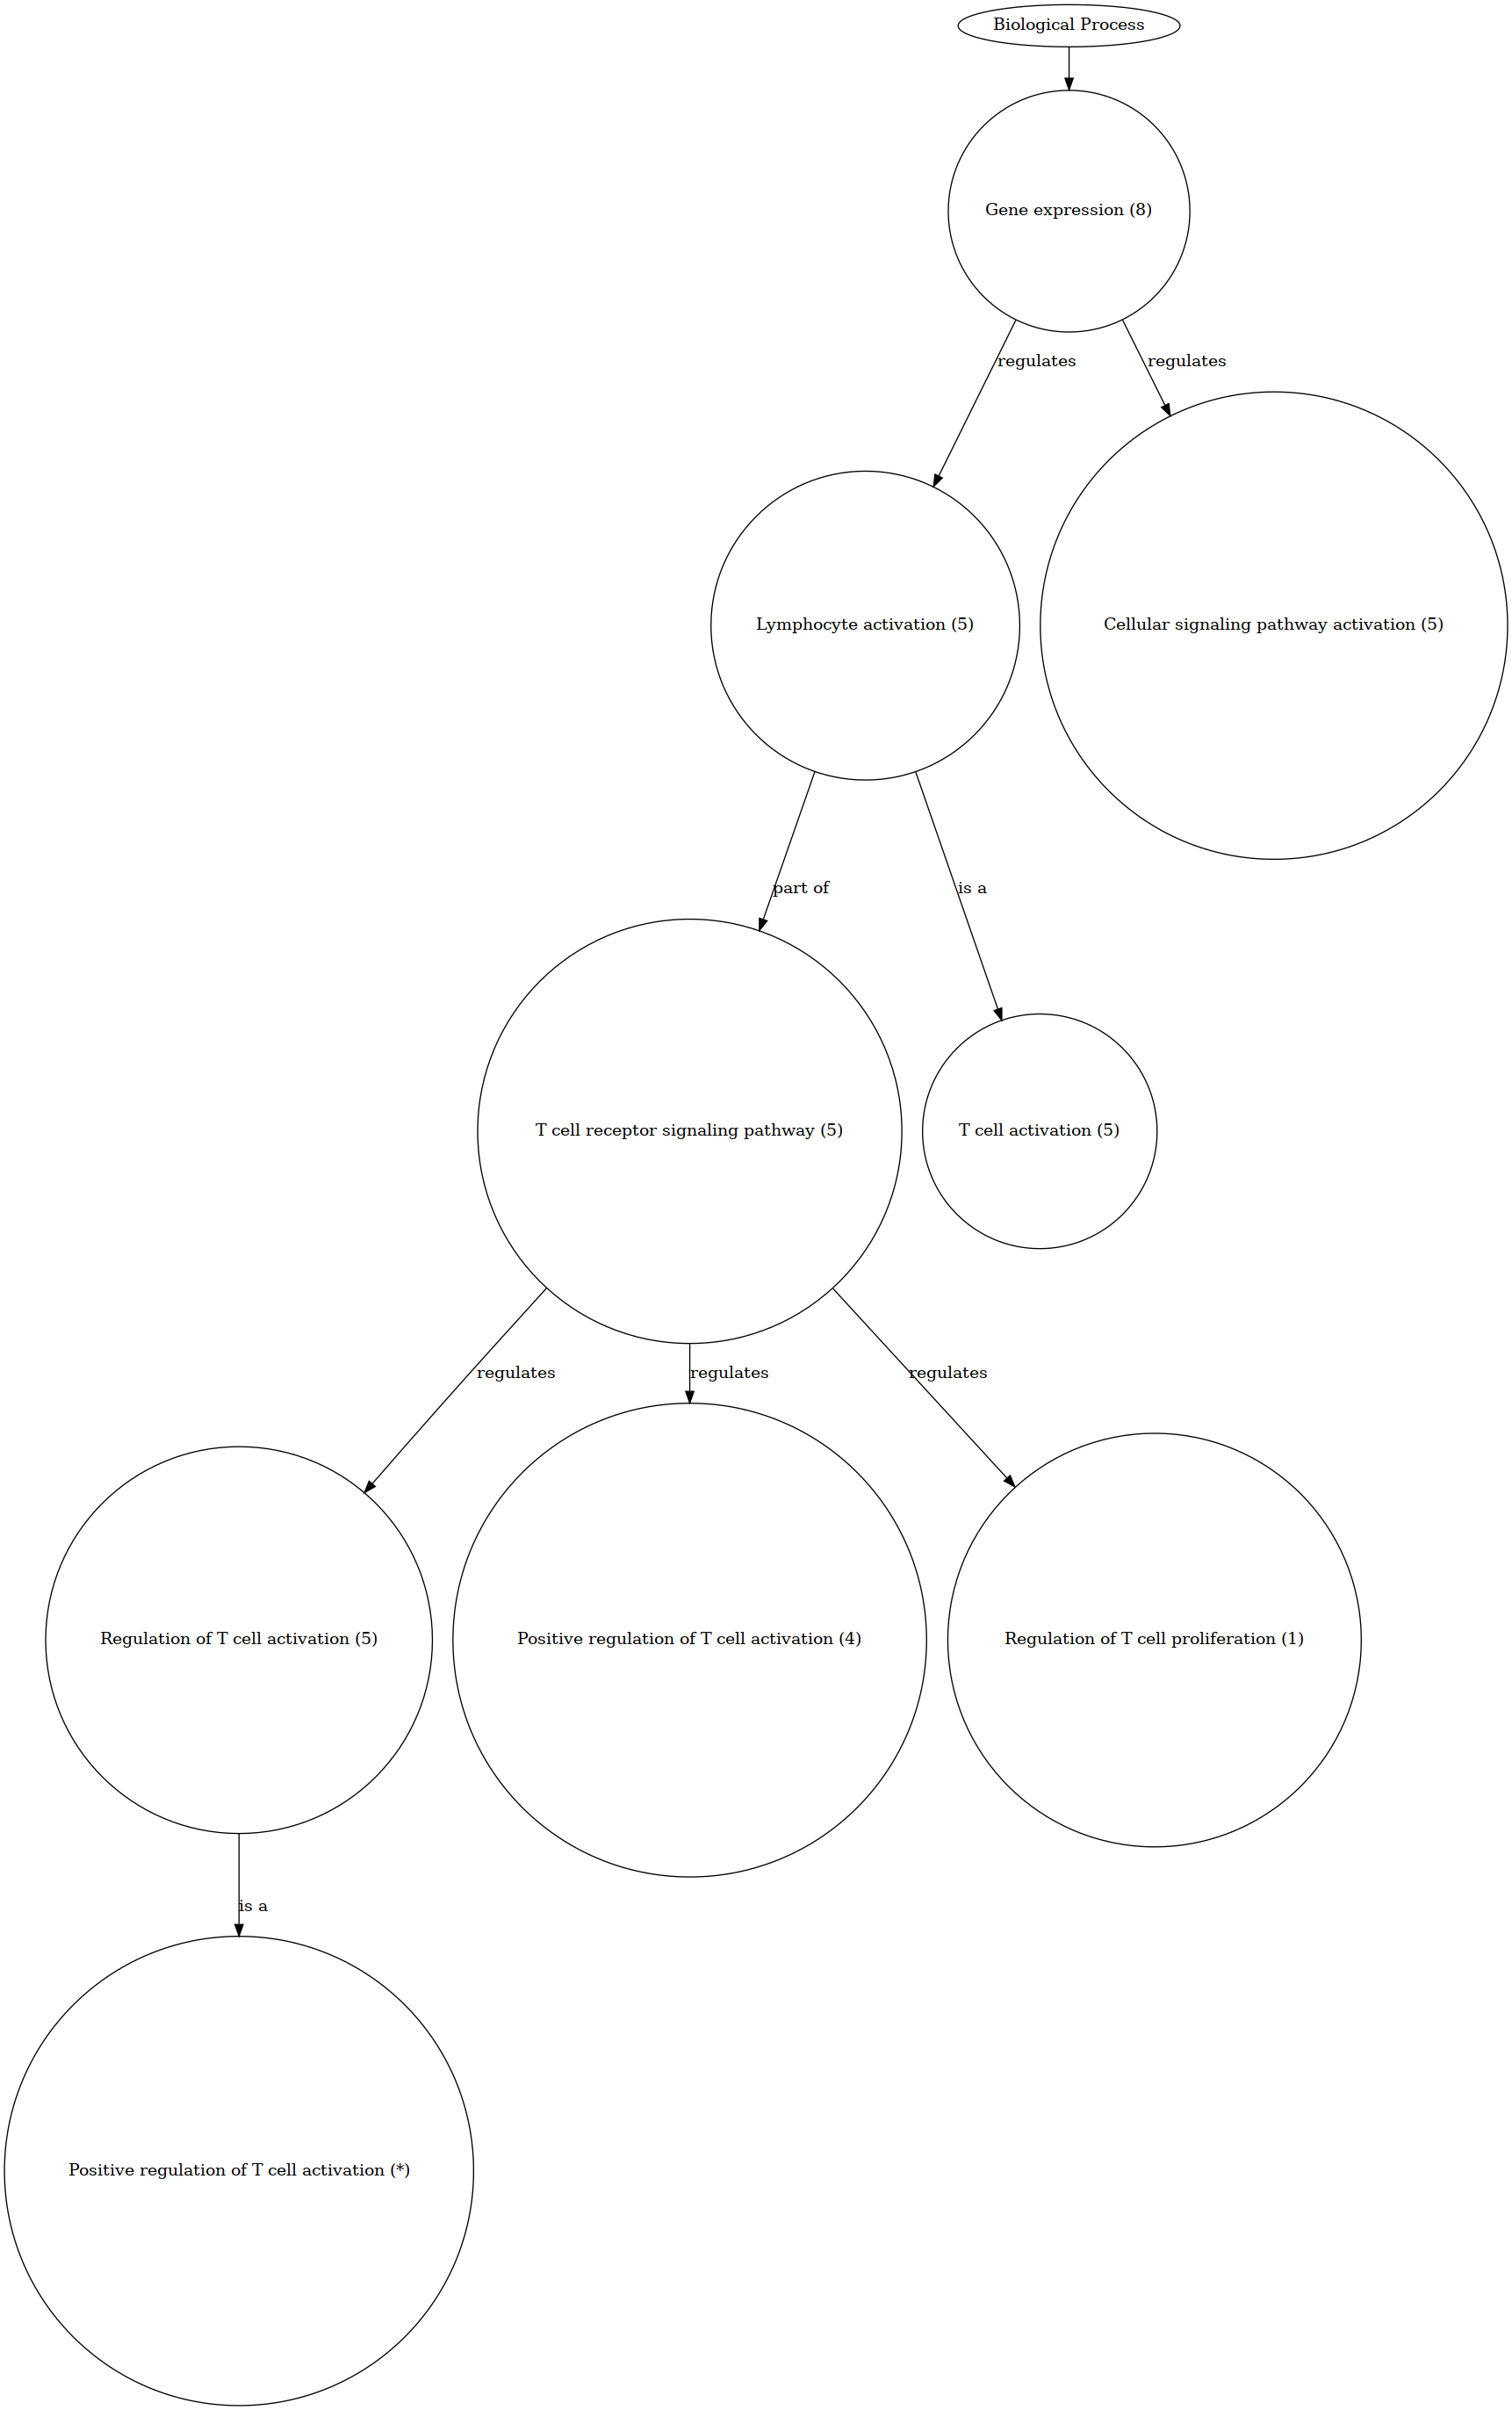 Biological Process
Gene expression (8)
regulates
regulates
Lymphocyte activation (5)
Cellular signaling pathway activation (5)
part of
is a
T cell receptor signaling pathway (5)
T cell activation (5)
regulates
regulates
regulates
Regulation of T cell activation (5)
Positive regulation of T cell activation (4)
Regulation of T cell proliferation (1)
is a
Positive regulation of T cell activation (*)